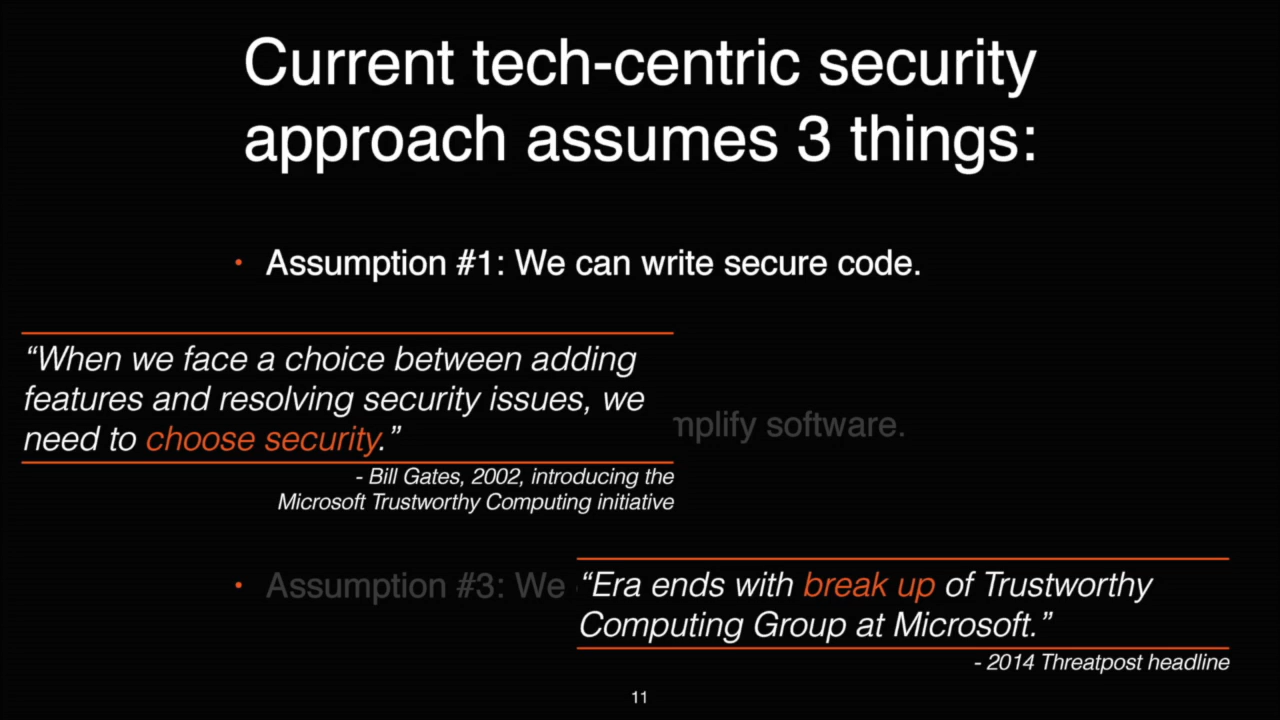 Current tech-centric security
approach assumes 3 things:
• Assumption #1: We can write secure code.
“When we face a choice between adding
features and resolving security issues, we
need to choose security.”
mplify software.
- Bill Gates, 2002, introducing the
Microsoft Trustworthy Computing initiative
• Assumption #3: We
“Era ends with break up of Trustworthy
Computing Group at Microsoft.”
- 2014 Threatpost headline
11